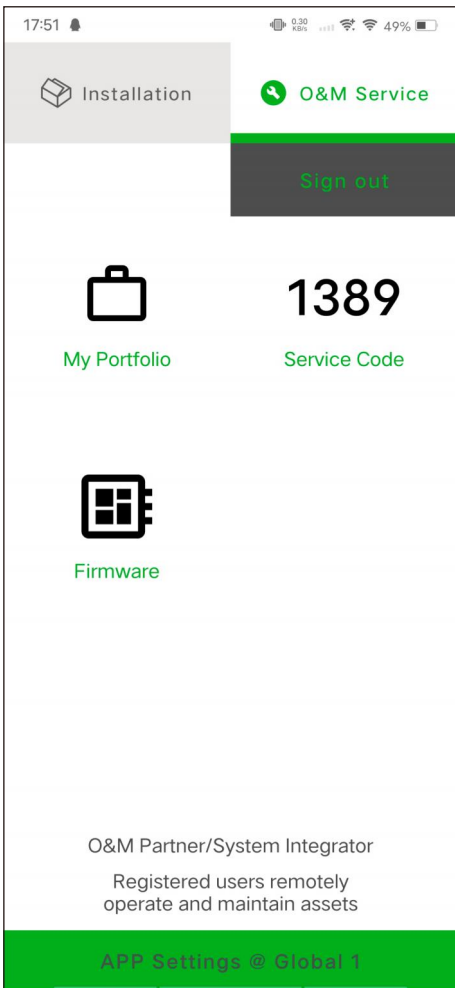 17:51
0.30
KB/s
49%
Installation
O&M Service
Sign out
1389
My Portfolio
Service Code
Firmware
O&M Partner/System Integrator
Registered users remotely
operate and maintain assets
APP Settings @ Global 1